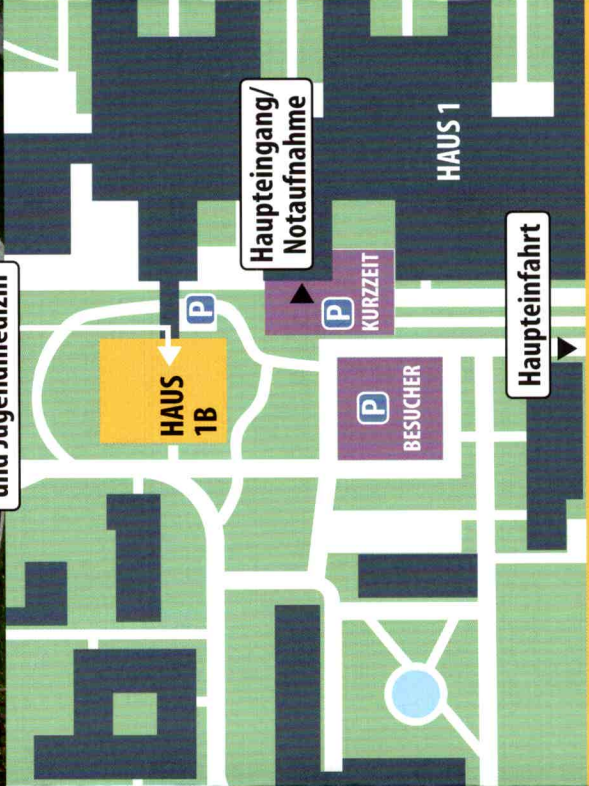 und Jugendmedizin
Haupteingang/
Notaufnahme
HAUS 1
P
HAUS
1B
P
KURZZEIT
P
BESUCHER
Haupteinfahrt